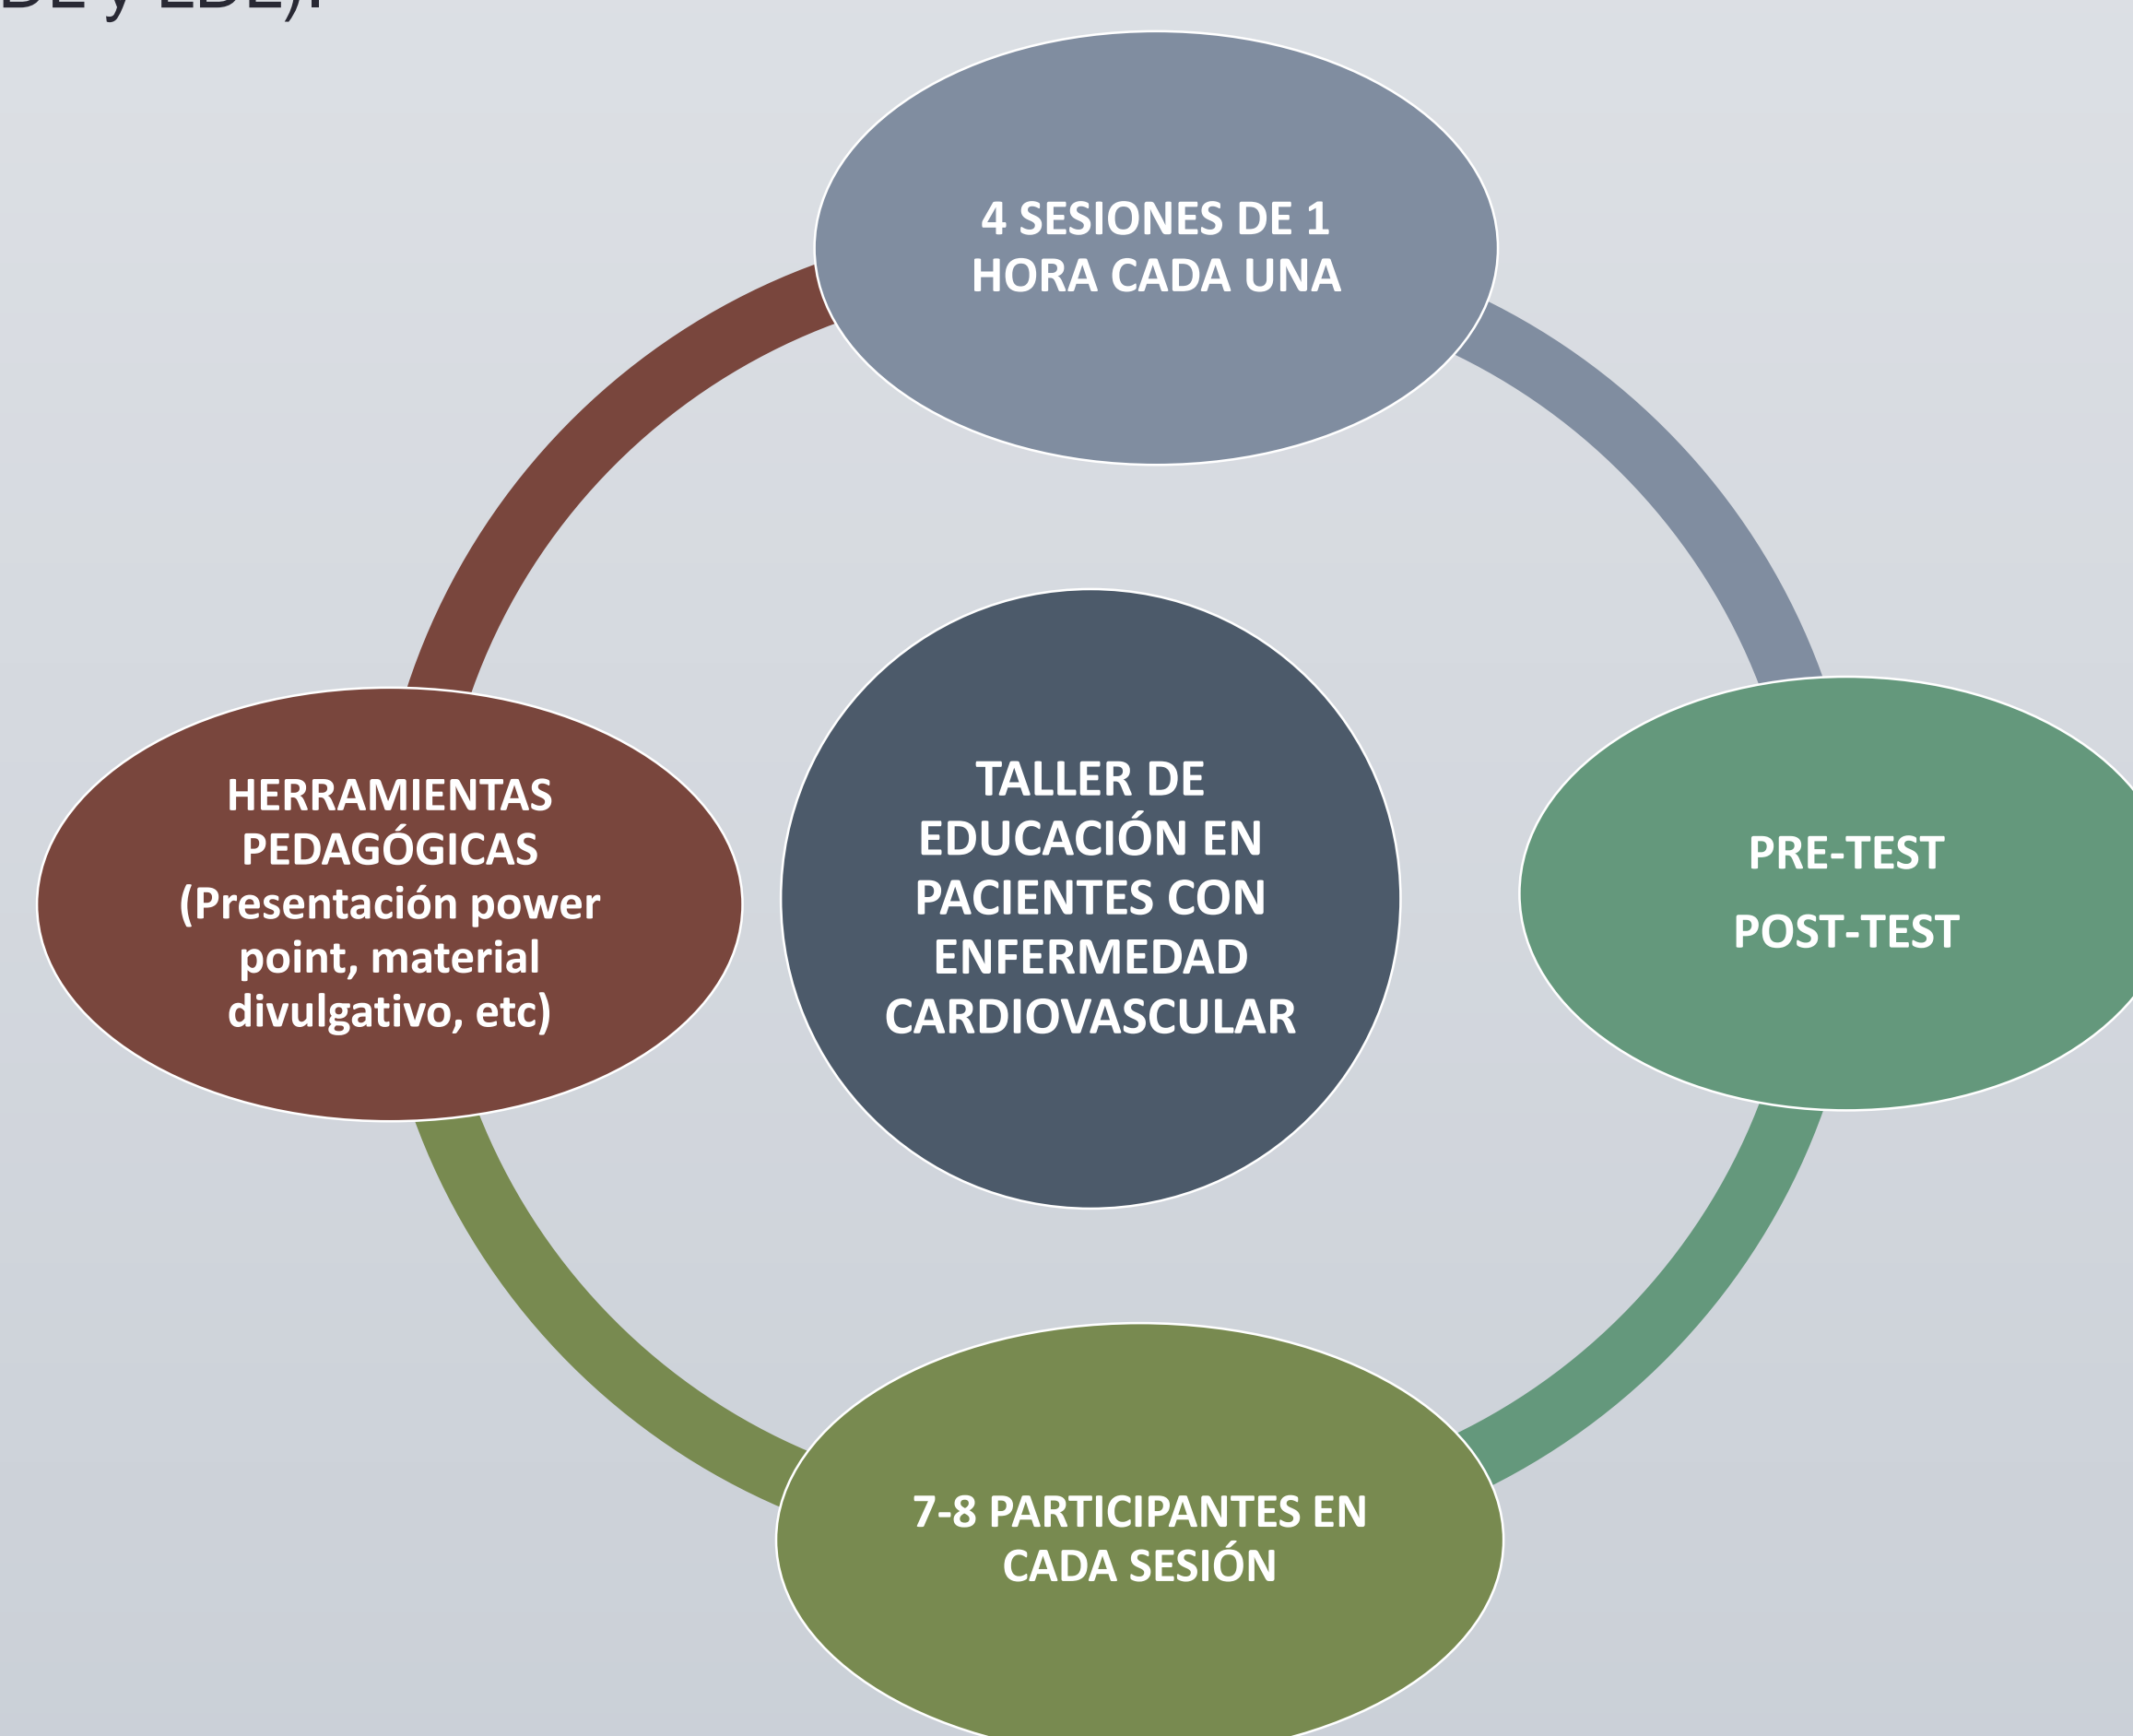 4 SESIONES DE 1
HORA CADA UNA
HERRAMIENTAS
PEDAGÓGICAS
(Presentación power
point, material
divulgativo, etc)
TALLER DE
EDUCACIÓN EN
PACIENTES CON
ENFERMEDAD
CARDIOVASCULAR
PRE-TEST
POST-TEST
7-8 PARTICIPANTES EN
CADA SESIÓN